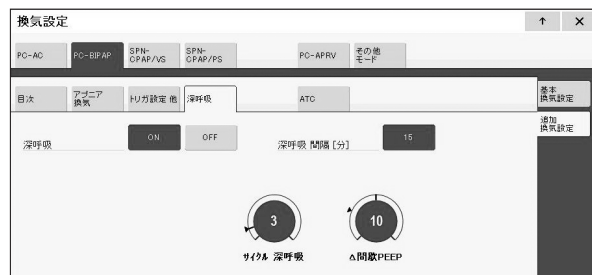 換気設定
PC-AC
PC-BIPAP
SPN-
CPAP/VS
SPN-
CPAP/PS
PC-APRV
その他
モード
目次
アプニア
換気
トリガ設定 他
深呼吸
ATC
基本
換気設定
追加
換気設定
深呼吸
ON
OFF
深呼吸 間隔 [分]
15
3
10
サイクル 深呼吸
Δ間歇PEEP